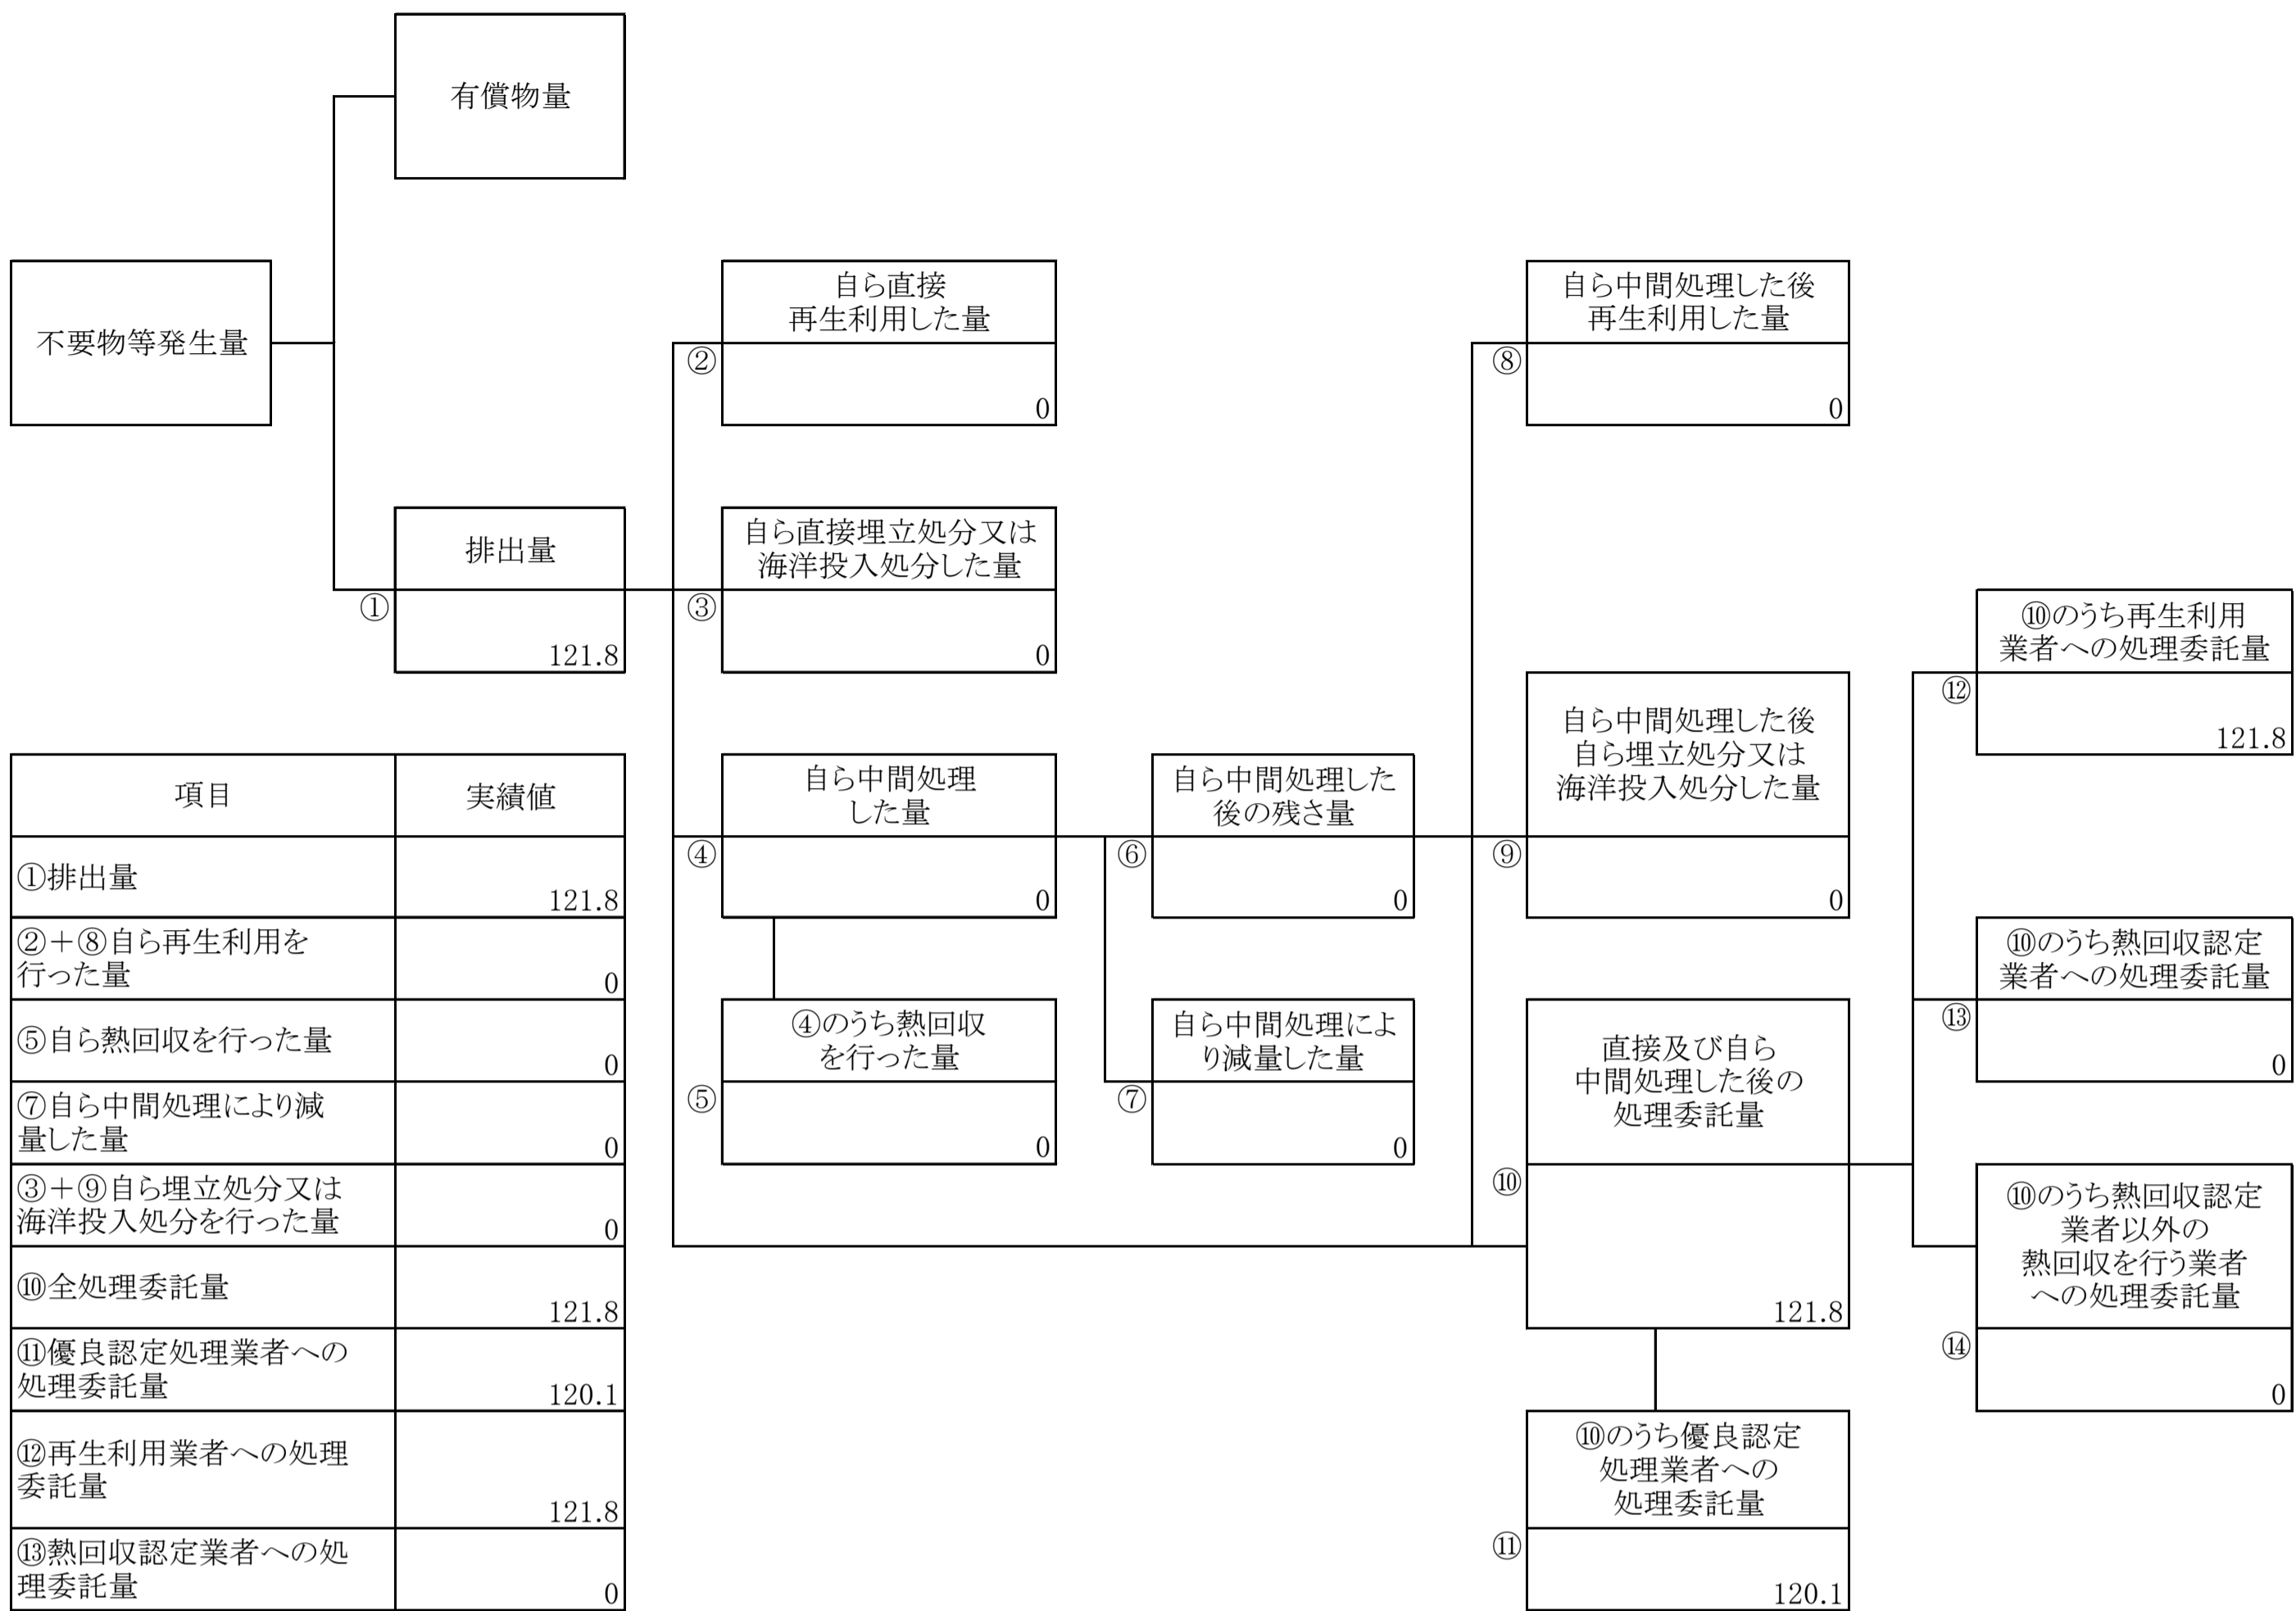 有償物量
不要物等発生量
自ら直接
再生利用した量
②
0
自ら中間処理した後
再生利用した量
⑧
0
排出量
①
121.8
自ら直接埋立処分又は
海洋投入処分した量
③
0
⑩のうち再生利用
業者への処理委託量
⑫
121.8
自ら中間処理
した量
④
0
自ら中間処理した
後の残さ量
⑥
0
自ら中間処理した後
自ら埋立処分又は
海洋投入処分した量
⑨
0
⑩のうち熱回収認定
業者への処理委託量
⑬
0
④のうち熱回収
を行った量
⑤
0
自ら中間処理によ
り減量した量
⑦
0
直接及び自ら
中間処理した後の
処理委託量
⑩
121.8
⑩のうち熱回収認定
業者以外の
熱回収を行う業者
への処理委託量
⑭
0
⑩のうち優良認定
処理業者への
処理委託量
⑪
120.1
項目 実績値
①排出量
121.8
②＋⑧自ら再生利用を
行った量
0
⑤自ら熱回収を行った量
0
⑦自ら中間処理により減
量した量
0
③＋⑨自ら埋立処分又は
海洋投入処分を行った量
0
⑩全処理委託量
121.8
⑪優良認定処理業者への
処理委託量
120.1
⑫再生利用業者への処理
委託量
121.8
⑬熱回収認定業者への処
理委託量
0